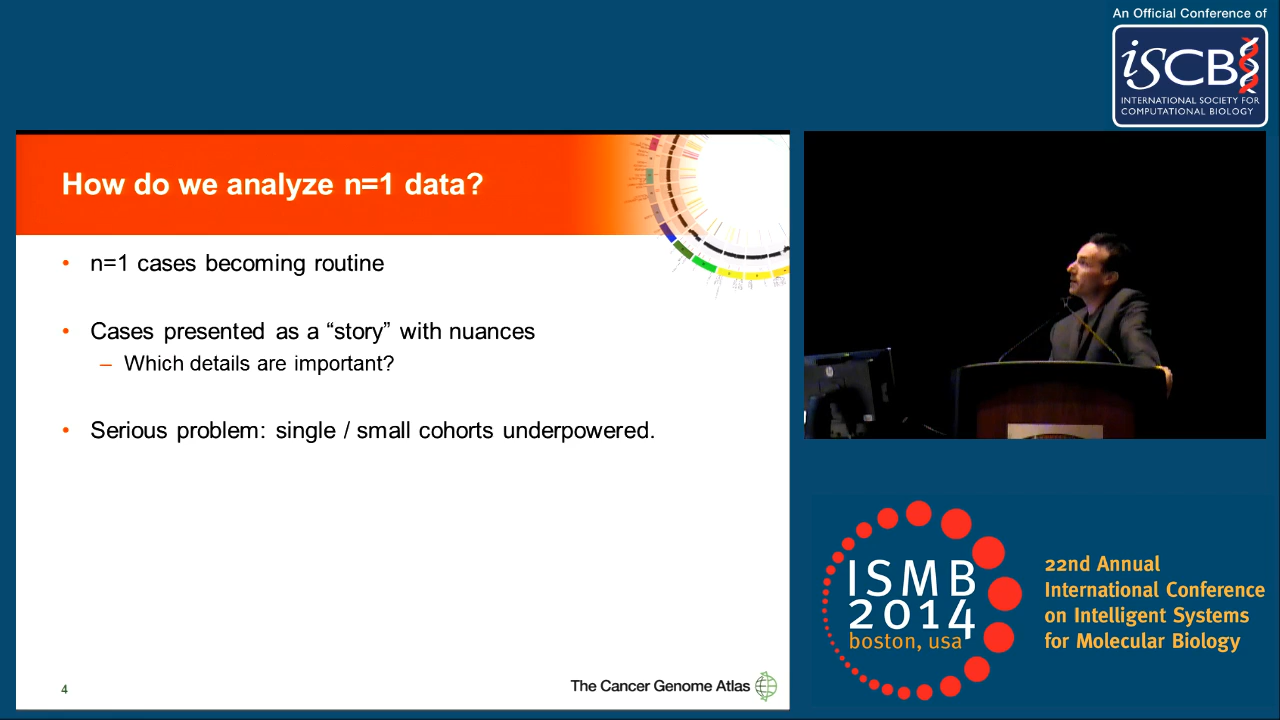 An Official Conference of
iSCB
INTERNATIONAL SOCIETY FOR
COMPUTATIONAL BIOLOGY
How do we analyze n=1 data?
• n=1 cases becoming routine
• Cases presented as a “story” with nuances
– Which details are important?
• Serious problem: single / small cohorts underpowered.
4
The Cancer Genome Atlas
hp
ISMB
2014
boston, usa
22nd Annual
International Conference
on Intelligent Systems
for Molecular Biology